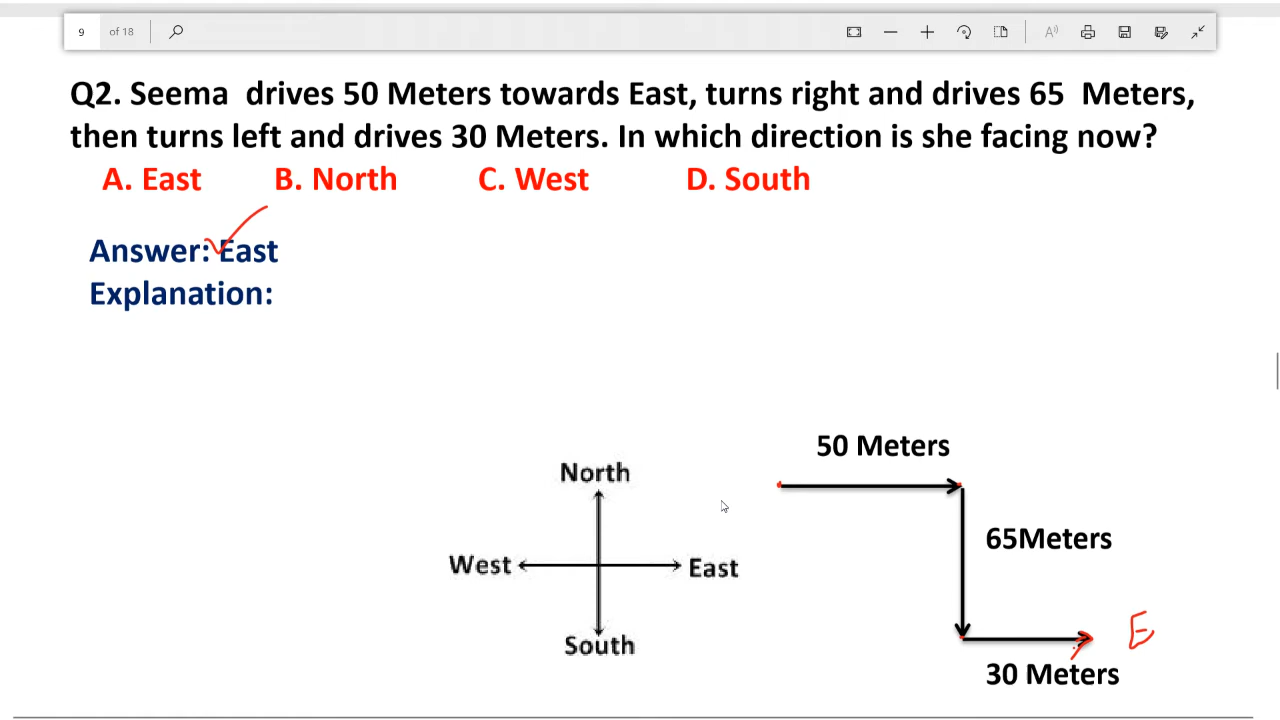 9 of 18
Q2. Seema drives 50 Meters towards East, turns right and drives 65 Meters,
then turns left and drives 30 Meters. In which direction is she facing now?
A. East B. North C. West D. South
Answer: East
Explanation:
50 Meters
North
65Meters
West
East
E
South
30 Meters